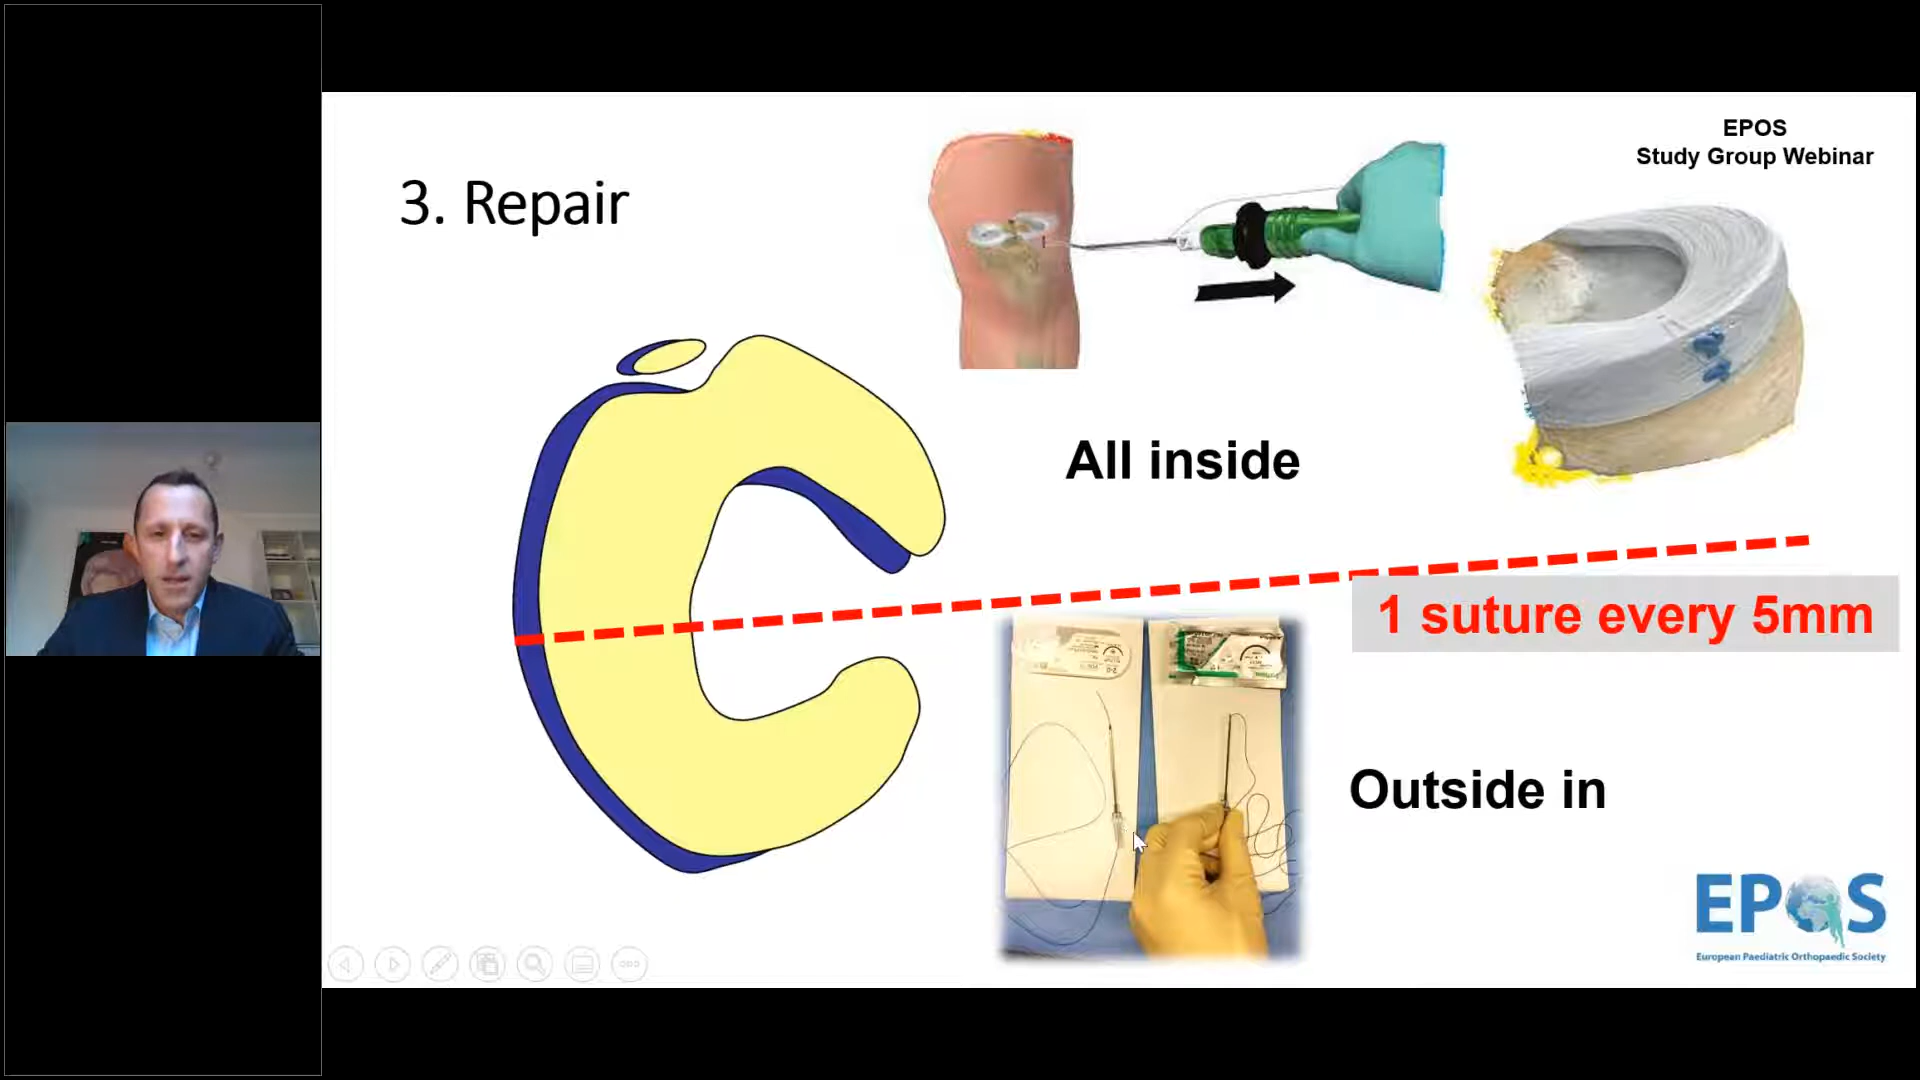 EPOS
Study Group Webinar
3. Repair
All inside
1 suture every 5mm
Outside in
EPOS
European Paediatric Orthopaedic Society